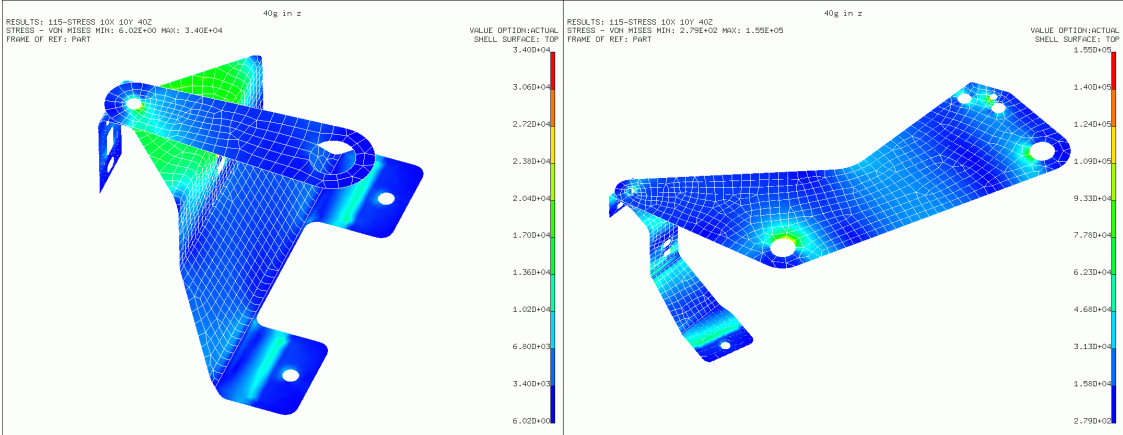 40g in z
RESULTS: 115-STRESS 10X 10Y 40Z
STRESS - VON MISES MIN: 6.02E+00 MAX: 3.40E+04
FRAME OF REF: PART
VALUE OPTION:ACTUAL
SHELL SURFACE: TOP
3.40D+04
3.06D+04
2.72D+04
2.38D+04
2.04D+04
1.70D+04
1.36D+04
1.02D+04
6.80D+03
3.40D+03
6.02D+00
40g in z
RESULTS: 115-STRESS 10X 10Y 40Z
STRESS - VON MISES MIN: 2.79E+02 MAX: 1.55E+05
FRAME OF REF: PART
VALUE OPTION:ACTUAL
SHELL SURFACE: TOP
1.55D+05
1.40D+05
1.24D+05
1.09D+05
9.33D+04
7.78D+04
6.23D+04
4.68D+04
3.13D+04
1.58D+04
2.79D+02